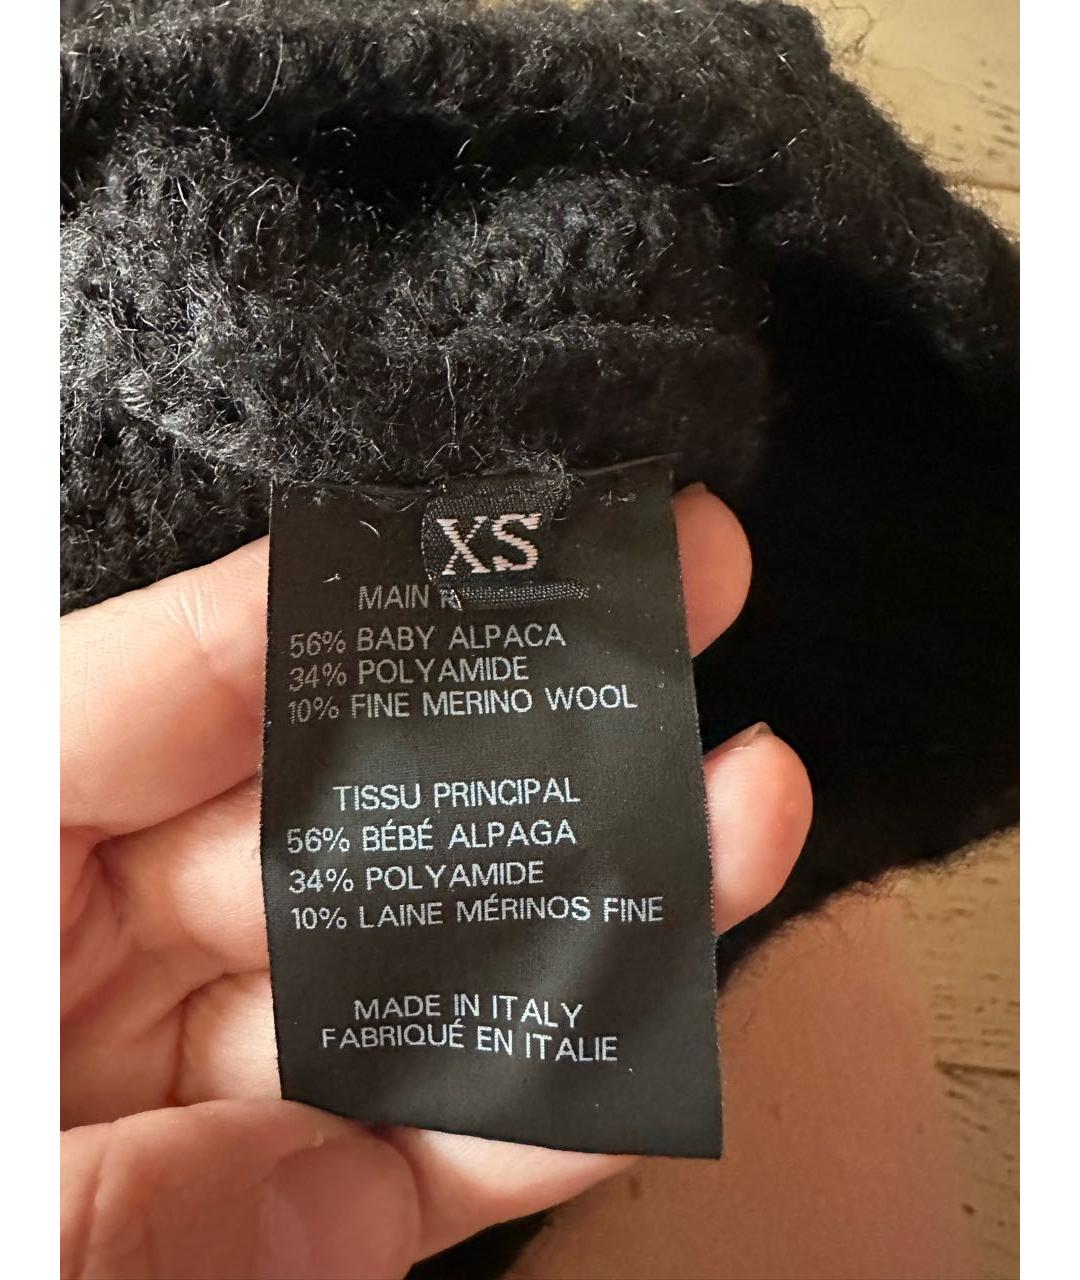 XS
MAIN
56% BABY ALPACA
34% POLYAMIDE
10% FINE MERINO WOOL
TISSU PRINCIPAL
56% BÉBÉ ALPAGA
34% POLYAMIDE
10% LAINE MÉRINOS FINE
MADE IN ITALY
FABRIQUÉ EN ITALIE